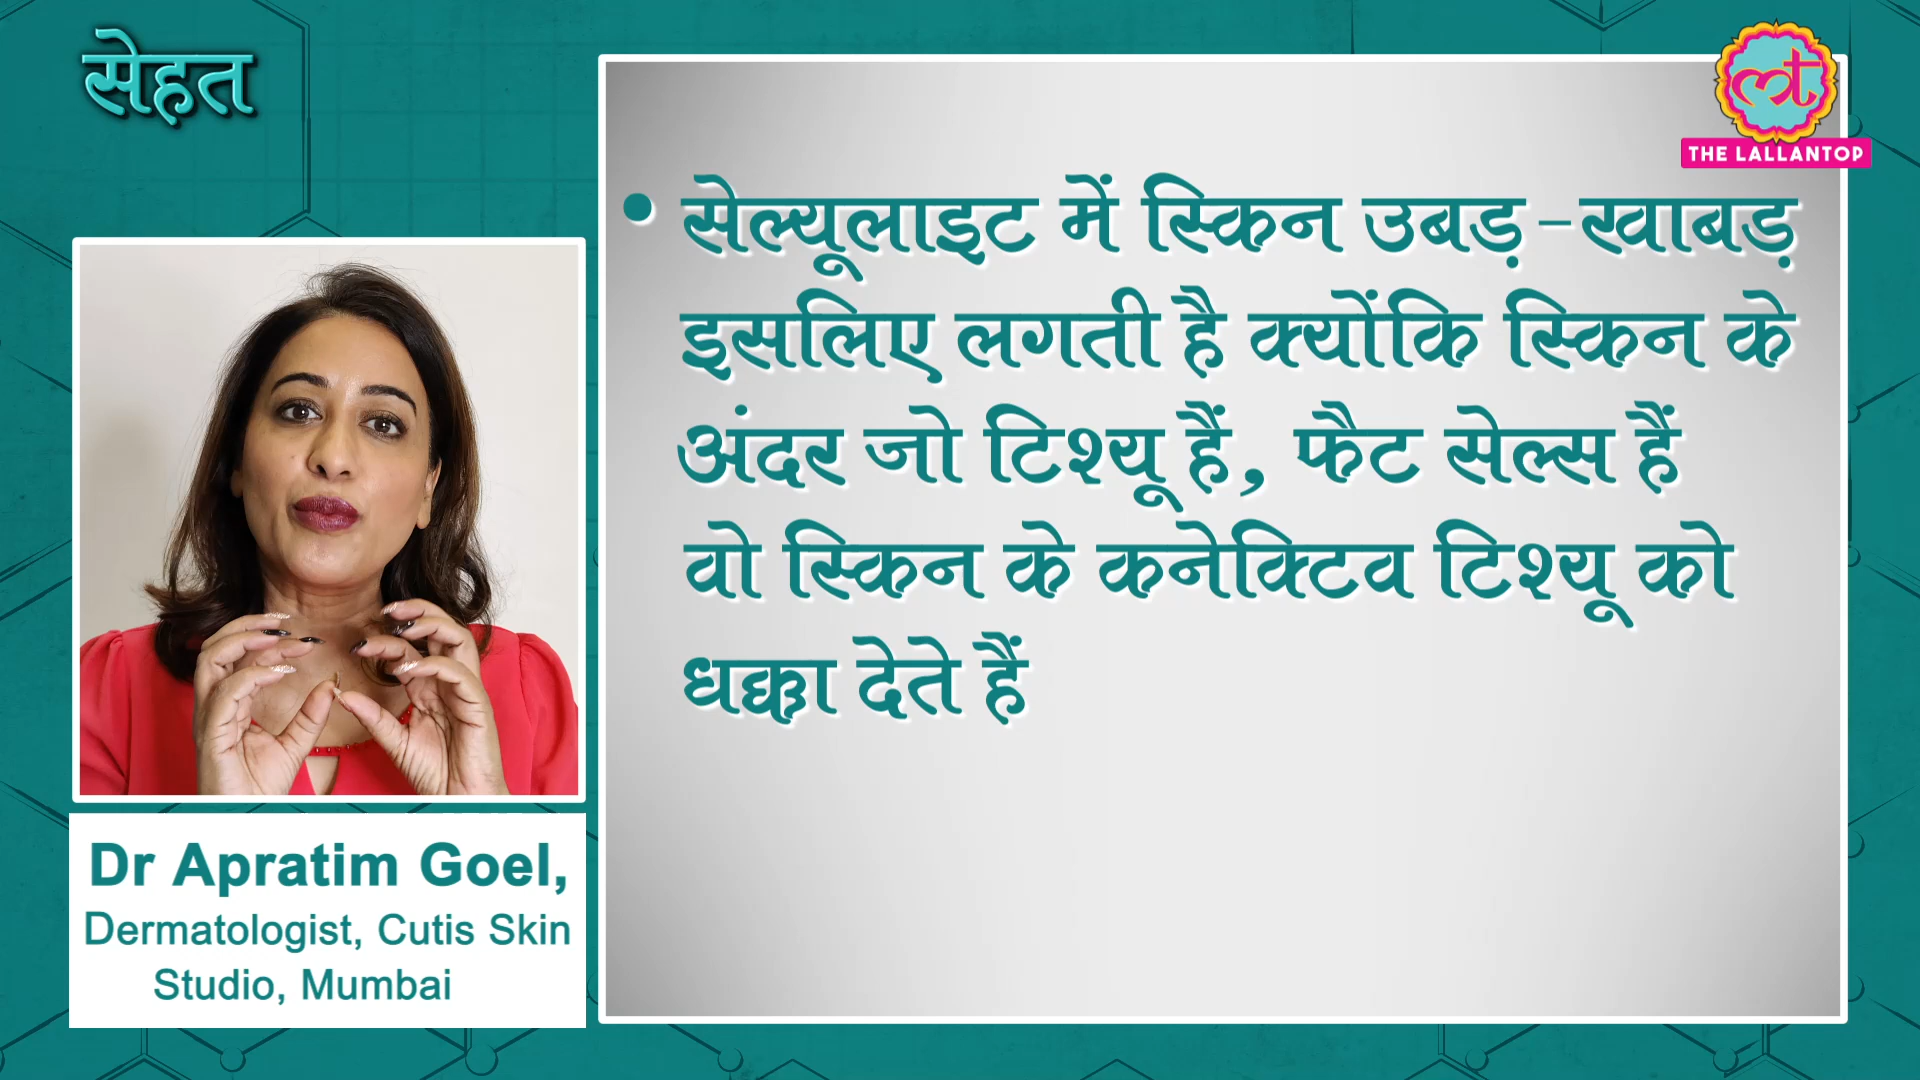 सेहत
THE LALLANTOP
• सेल्यूलाइट में स्किन उबड़-खाबड़
इसलिए लगती है क्योंकि स्किन के
अंदर जो टिश्यू हैं, फैट सेल्स हैं
वो स्किन के कनेक्टिव टिश्यू को
धक्का देते हैं
Dr Apratim Goel,
Dermatologist, Cutis Skin
Studio, Mumbai